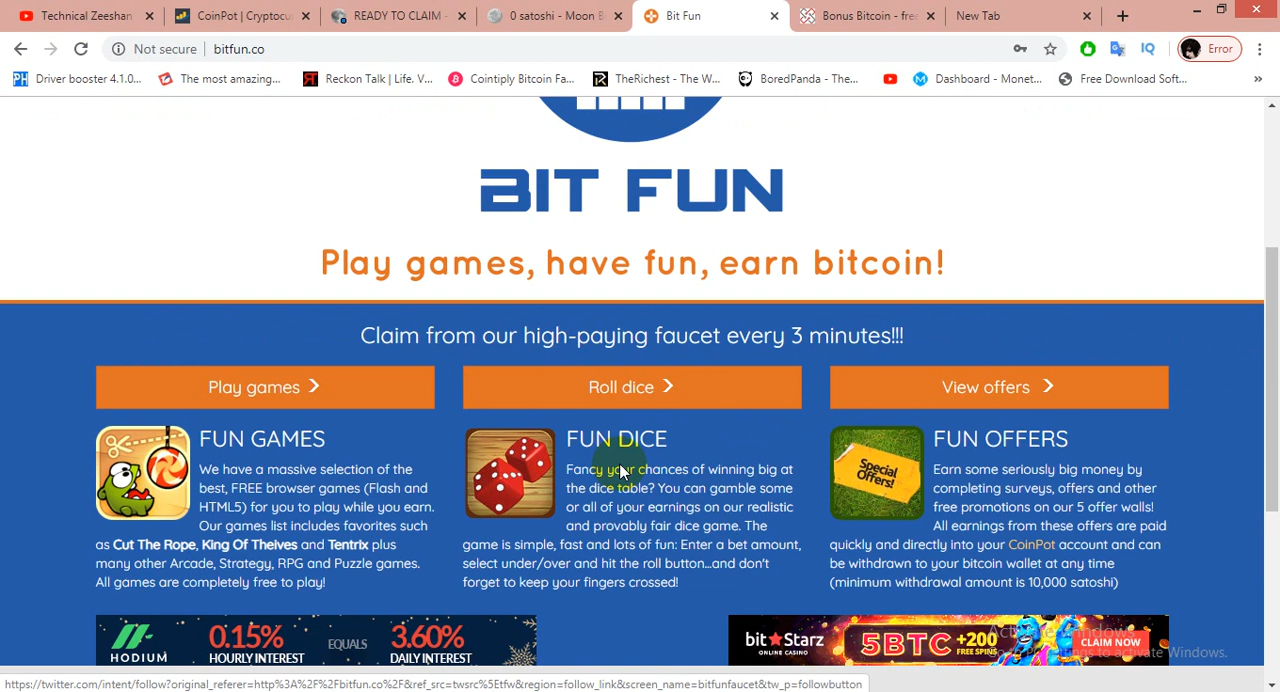 Technical Zeeshan
CoinPot | Cryptocu
READY TO CLAIM -
0 satoshi - Moon B
Bit Fun
Bonus Bitcoin - free
New Tab
Not secure | bitfun.co
Error
Driver booster 4.1.0...
The most amazing...
Reckon Talk | Life. V...
Cointiply Bitcoin Fa...
TheRichest - The W...
BoredPanda - The...
Dashboard - Monet...
Free Download Soft...
»
BIT FUN
Play games, have fun, earn bitcoin!
Claim from our high-paying faucet every 3 minutes!!!
Play games >
Roll dice >
View offers >
FUN GAMES
We have a massive selection of the
best, FREE browser games (Flash and
HTML5) for you to play while you earn.
Our games list includes favorites such
as Cut The Rope, King Of Theives and Tentrix plus
many other Arcade, Strategy, RPG and Puzzle games.
All games are completely free to play!
FUN DICE
Fancy your chances of winning big at
the dice table? You can gamble some
or all of your earnings on our realistic
and provably fair dice game. The
game is simple, fast and lots of fun: Enter a bet amount,
select under/over and hit the roll button...and don't
forget to keep your fingers crossed!
Special Offers!
FUN OFFERS
Earn some seriously big money by
completing surveys, offers and other
free promotions on our 5 offer walls!
All earnings from these offers are paid
quickly and directly into your CoinPot account and can
be withdrawn to your bitcoin wallet at any time
(minimum withdrawal amount is 10,000 satoshi)
HODIUM
0.15% EQUALS 3.60%
HOURLY INTEREST DAILY INTEREST
bitStarz
ONLINE CASINO
5BTC +200
FREE SPINS
CLAIM NOW
Activate Windows
Go to PC settings to activate Windows.
https://twitter.com/intent/follow?original_referer=http%3A%2F%2Fbitfun.co%2F&ref_src=twsrc%5Etfw&region=follow_link&screen_name=bitfunfaucet&tw_p=followbutton